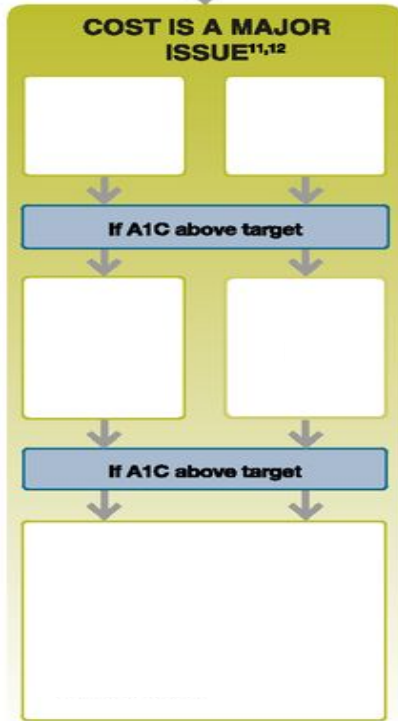 COST IS A MAJOR
ISSUE¹¹,¹²
If A1C above target
If A1C above target